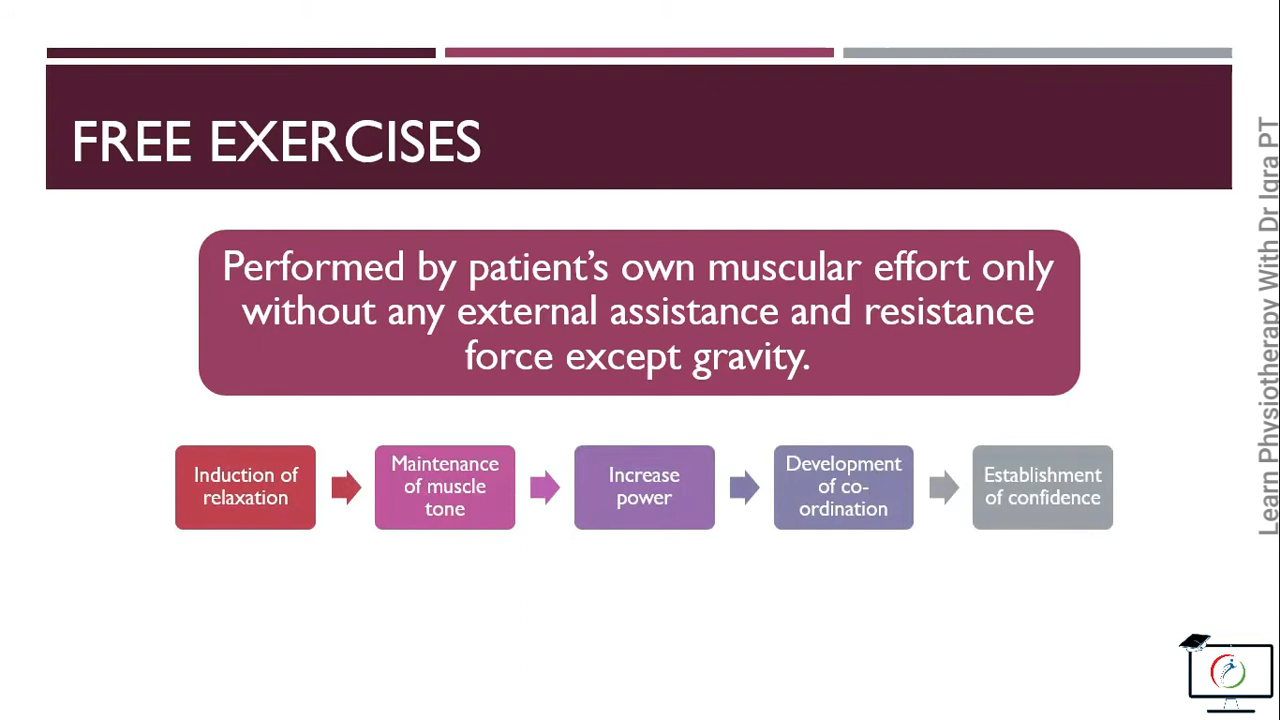 FREE EXERCISES
Performed by patient's own muscular effort only
without any external assistance and resistance
force except gravity.
Induction of
relaxation
Maintenance
of muscle
tone
Increase
power
Development
of co-
ordination
Establishment
of confidence
Learn Physiotherapy With Dr Iqra PT